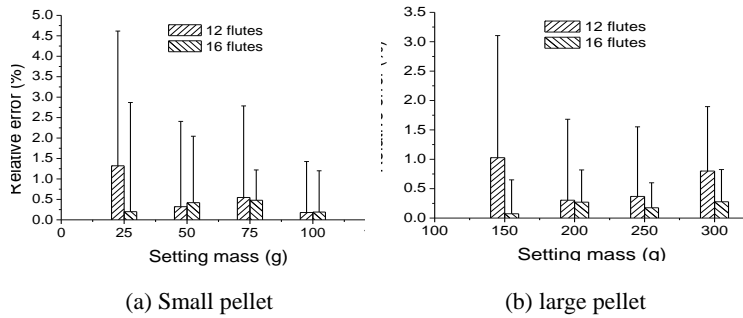 5.0
4.5
4.0
3.5
3.0
2.5
2.0
1.5
1.0
0.5
0.0
Relative error (%)
12 flutes
16 flutes
0 25 50 75 100
Setting mass (g)
(a) Small pellet
3.5
3.0
2.5
2.0
1.5
1.0
0.5
0.0
12 flutes
16 flutes
100 150 200 250 300
Setting mass (g)
(b) large pellet